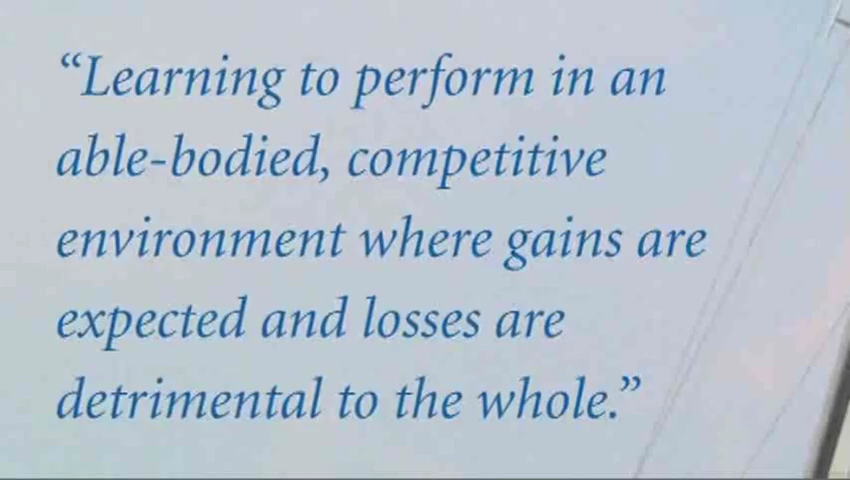 “Learning to perform in an
able-bodied, competitive
environment where gains are
expected and losses are
detrimental to the whole.”